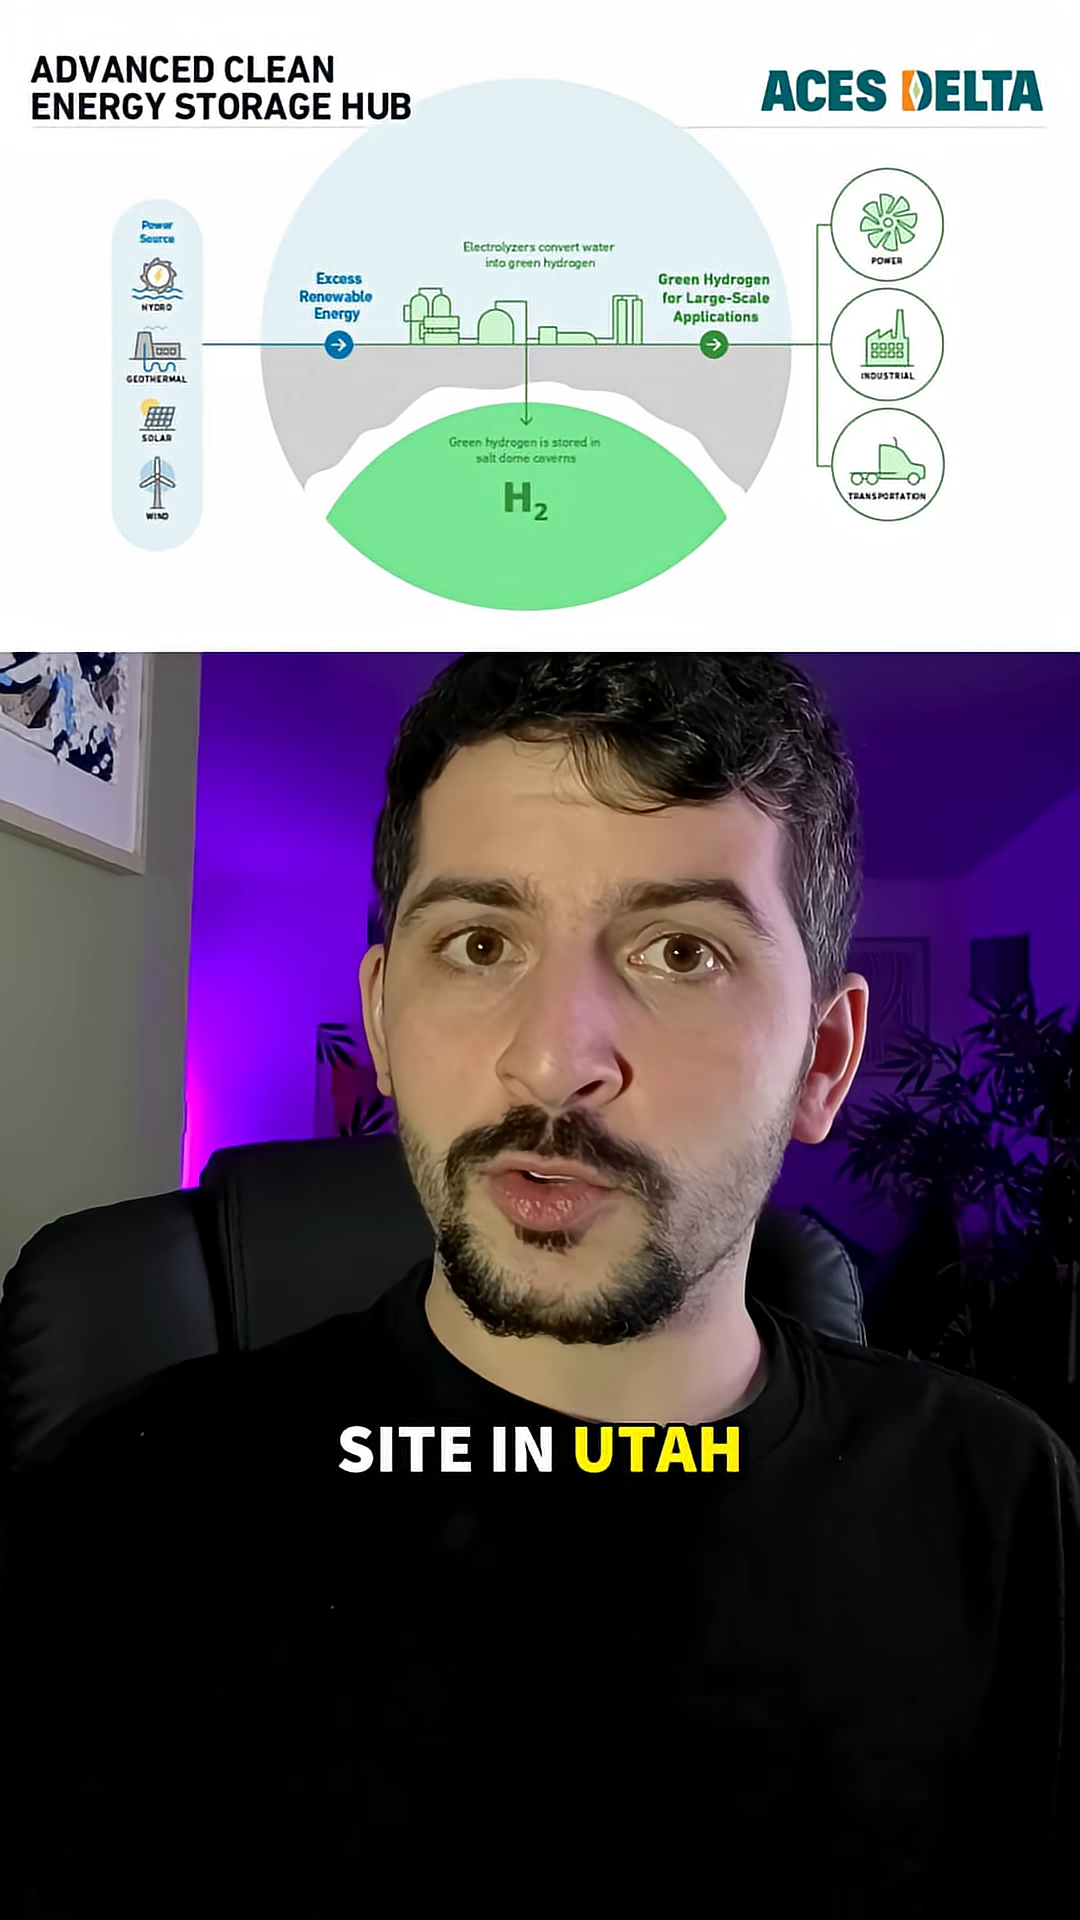 ADVANCED CLEAN
ENERGY STORAGE HUB
ACES DELTA
Power
Source
HYDRO
GEOTHERMAL
SOLAR
WIND
Excess
Renewable
Energy
Electrolyzers convert water
into green hydrogen
Green Hydrogen
for Large-Scale
Applications
Green hydrogen is stored in
salt dome caverns
H₂
POWER
INDUSTRIAL
TRANSPORTATION
SITE IN UTAH